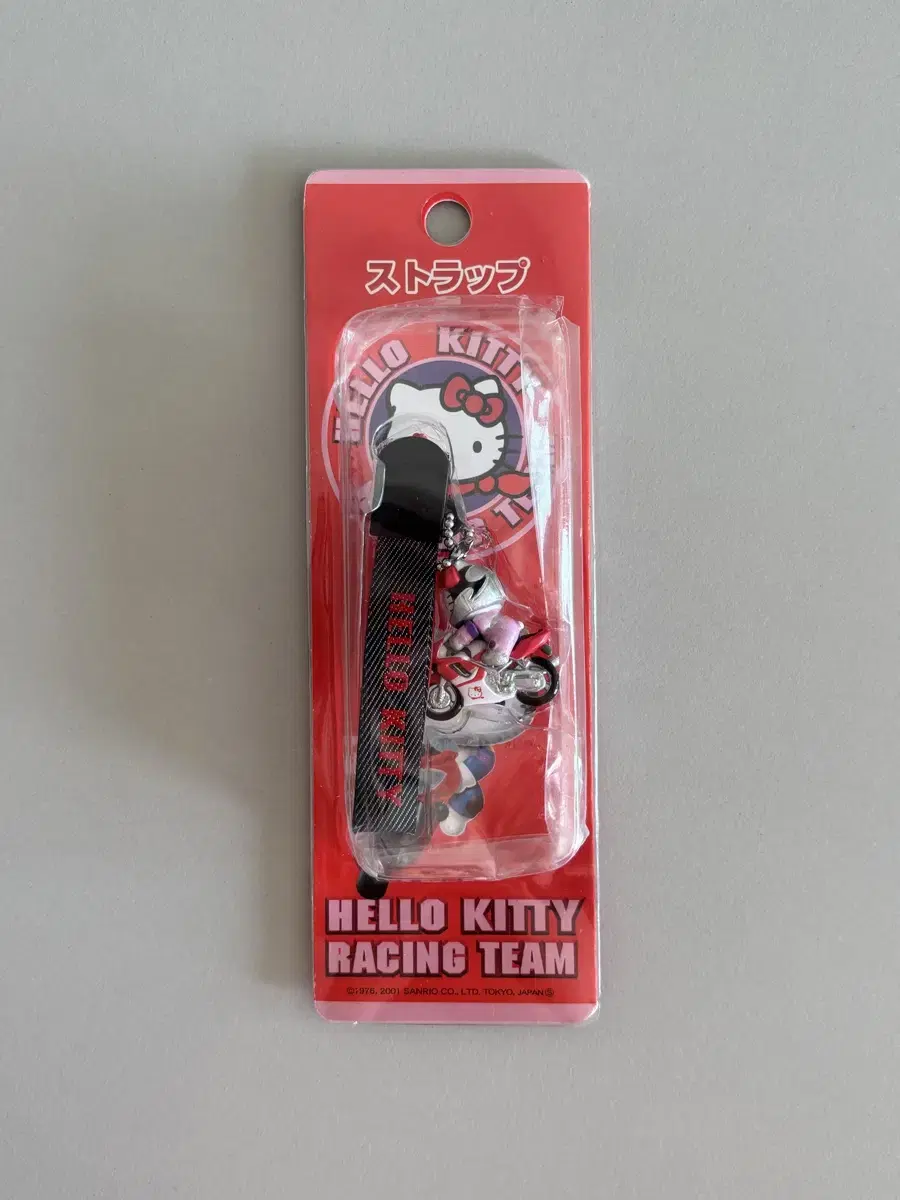 ストラップ
HELLO KITTY
HELLO KITTY
HELLO KITTY
RACING TEAM
©1976, 2001 SANRIO CO., LTD. TOKYO, JAPAN Ⓢ